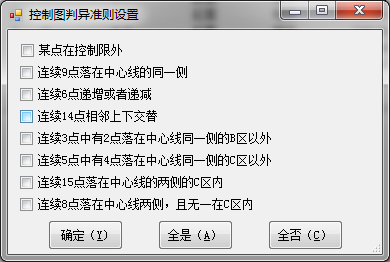 控制图判异准则设置
某点在控制限外
连续9点落在中心线的同一侧
连续6点递增或者递减
连续14点相邻上下交替
连续3点中有2点落在中心线同一侧的B区以外
连续5点中有4点落在中心线同一侧的C区以外
连续15点落在中心线的两侧的C区内
连续8点落在中心线两侧，且无一在C区内
确定（Y） 全是（A） 全否（C）